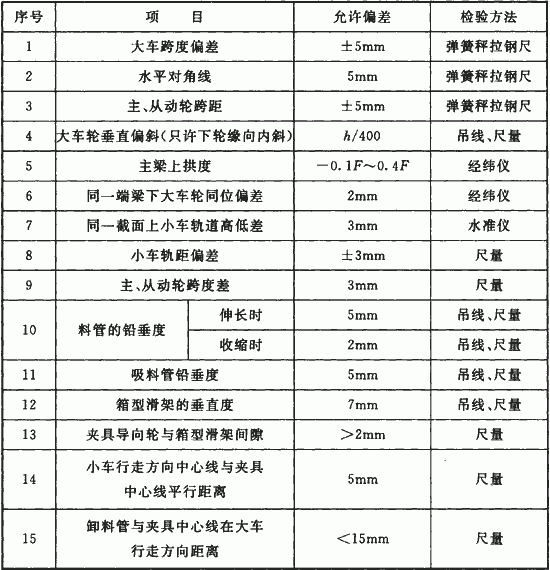 序号 项 目 允许偏差 检验方法
1 大车跨度偏差 ±5mm 弹簧秤拉钢尺
2 水平对角线 5mm 弹簧秤拉钢尺
3 主、从动轮跨距 ±5mm 弹簧秤拉钢尺
4 大车轮垂直偏斜(只许下轮缘向内斜) h/400 吊线、尺量
5 主梁上拱度 -0.1F～0.4F 经纬仪
6 同一端梁下大车轮同位偏差 2mm 经纬仪
7 同一截面上小车轨道高低差 3mm 水准仪
8 小车轨距偏差 ±3mm 尺量
9 主、从动轮跨度差 3mm 尺量
10 料管的铅垂度 伸长时 5mm 吊线、尺量
收缩时 2mm 吊线、尺量
11 吸料管铅垂度 5mm 吊线、尺量
12 箱型滑架的垂直度 7mm 吊线、尺量
13 夹具导向轮与箱型滑架间隙 >2mm 尺量
14 小车行走方向中心线与夹具
中心线平行距离 5mm 尺量
15 卸料管与夹具中心线在大车
行走方向距离 <15mm 尺量